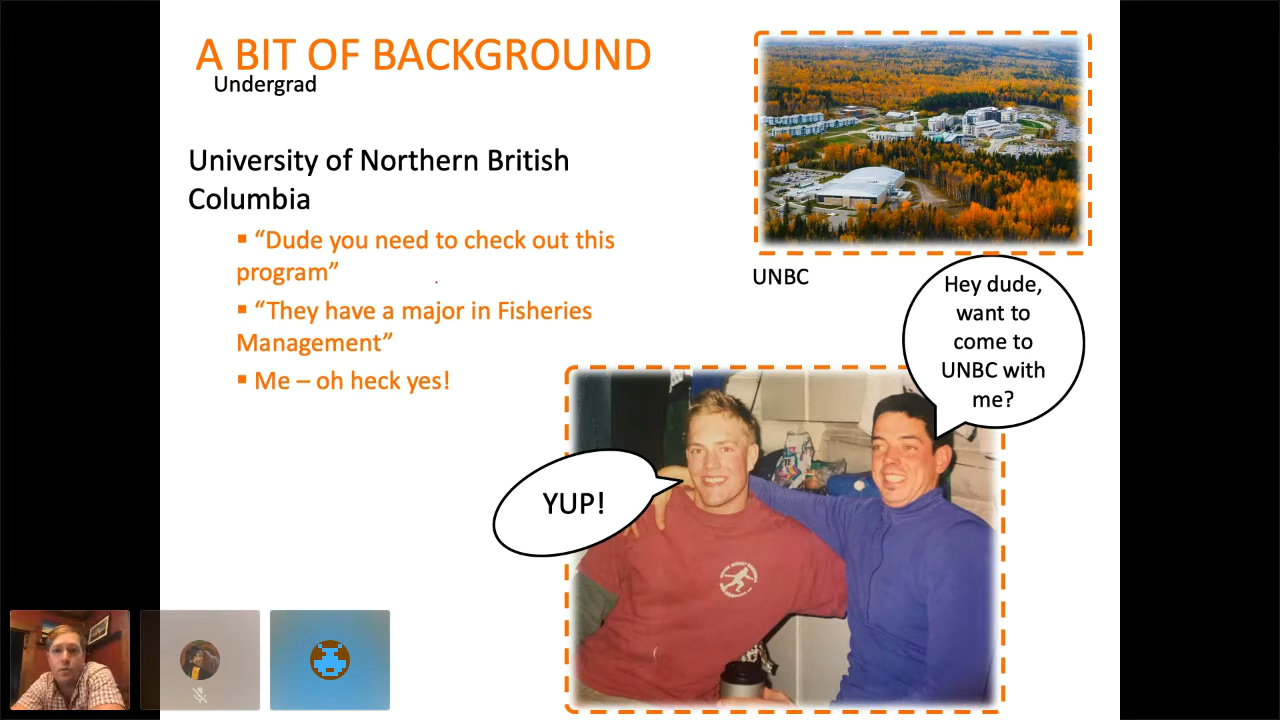 A BIT OF BACKGROUND
Undergrad
University of Northern British
Columbia
▪ “Dude you need to check out this
program”
▪ “They have a major in Fisheries
Management”
▪ Me – oh heck yes!
UNBC
Hey dude,
want to
come to
UNBC with
me?
YUP!